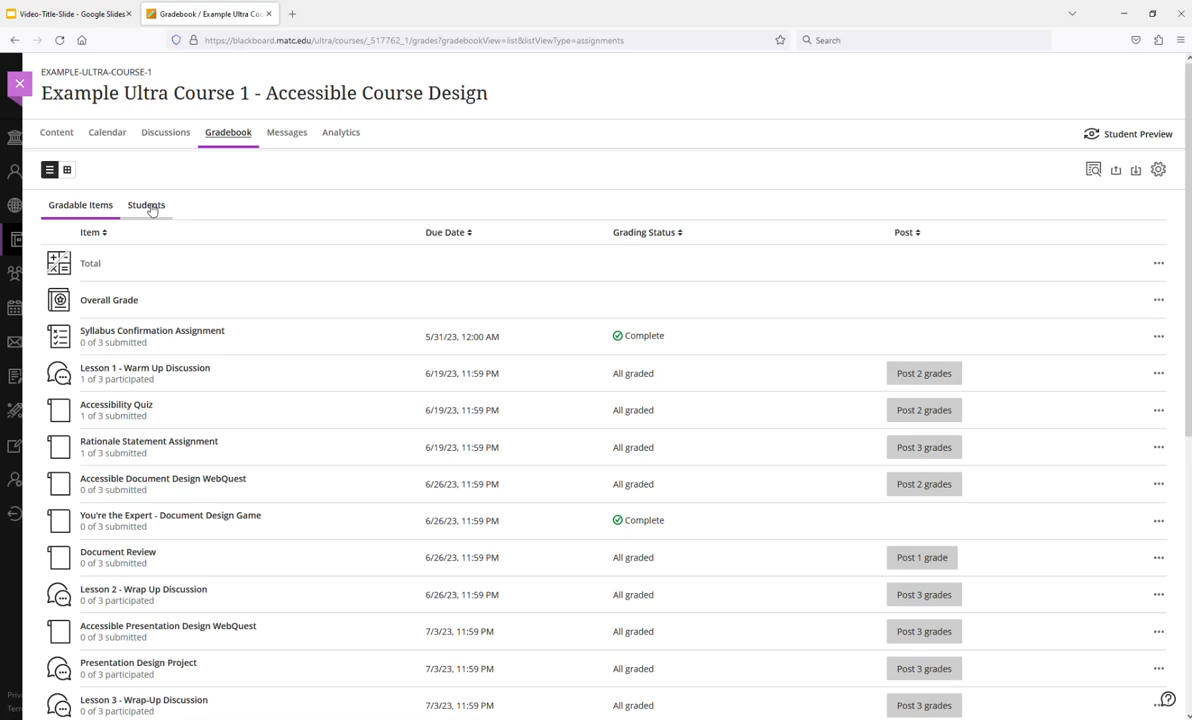 Video-Title-Slide - Google Slides
Gradebook / Example Ultra Cou
https://blackboard.matc.edu/ultra/courses/_517762_1/grades?gradebookView=list&listViewType=assignments
Search
EXAMPLE-ULTRA-COURSE-1
Example Ultra Course 1 - Accessible Course Design
Content Calendar Discussions Gradebook Messages Analytics
Student Preview
Gradable Items Students
Item Due Date Grading Status Post
Total
Overall Grade
Syllabus Confirmation Assignment
0 of 3 submitted
5/31/23, 12:00 AM
Complete
Lesson 1 - Warm Up Discussion
1 of 3 participated
6/19/23, 11:59 PM
All graded
Post 2 grades
Accessibility Quiz
1 of 3 submitted
6/19/23, 11:59 PM
All graded
Post 2 grades
Rationale Statement Assignment
1 of 3 submitted
6/19/23, 11:59 PM
All graded
Post 3 grades
Accessible Document Design WebQuest
0 of 3 submitted
6/26/23, 11:59 PM
All graded
Post 2 grades
You're the Expert - Document Design Game
0 of 3 submitted
6/26/23, 11:59 PM
Complete
Document Review
0 of 3 submitted
6/26/23, 11:59 PM
All graded
Post 1 grade
Lesson 2 - Wrap Up Discussion
0 of 3 participated
6/26/23, 11:59 PM
All graded
Post 3 grades
Accessible Presentation Design WebQuest
0 of 3 submitted
7/3/23, 11:59 PM
All graded
Post 3 grades
Presentation Design Project
0 of 3 submitted
7/3/23, 11:59 PM
All graded
Post 3 grades
Lesson 3 - Wrap-Up Discussion
0 of 3 participated
7/3/23, 11:59 PM
All graded
Post 3 grades